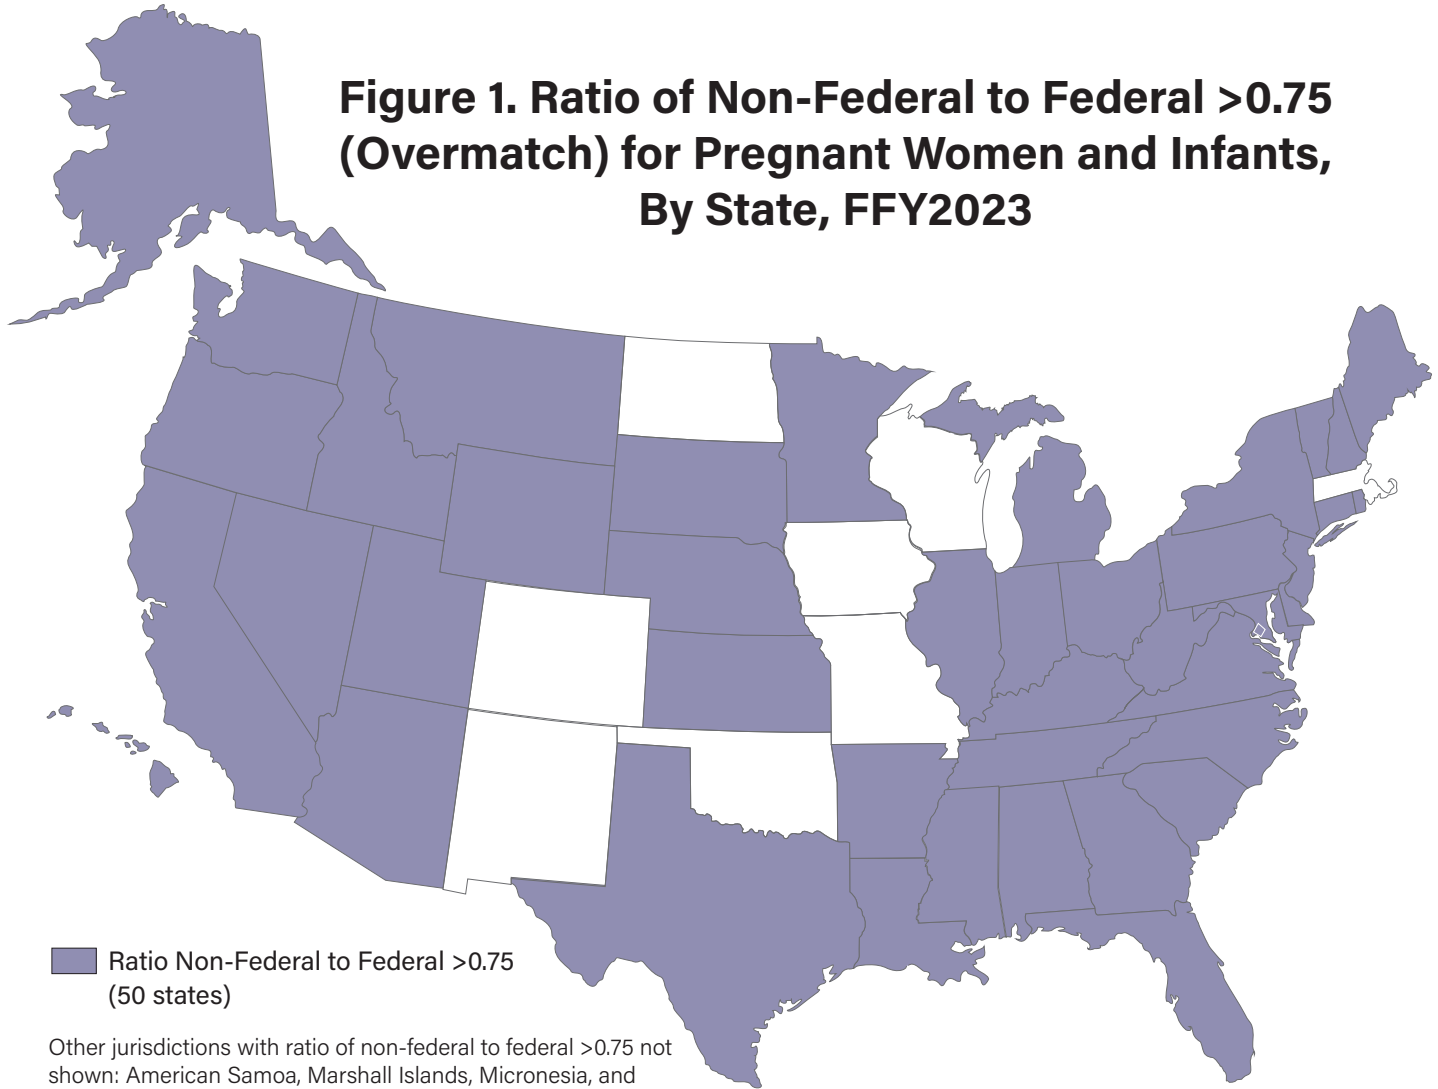 Figure 1. Ratio of Non-Federal to Federal >0.75
(Overmatch) for Pregnant Women and Infants,
By State, FFY2023
Ratio Non-Federal to Federal >0.75
(50 states)
Other jurisdictions with ratio of non-federal to federal >0.75 not
shown: American Samoa, Marshall Islands, Micronesia, and